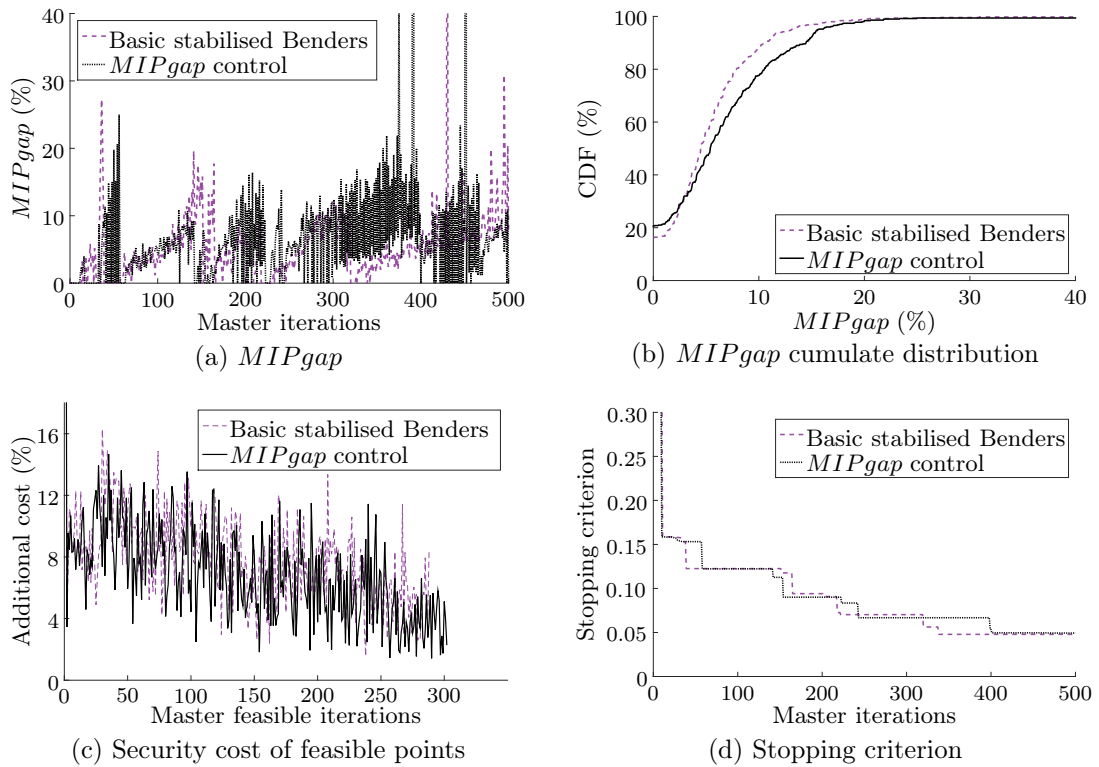 40
30
20
10
0
MIPgap (%)
Basic stabilised Benders
MIPgap control
0 100 200 300 400 500
Master iterations
(a) MIPgap
100
80
60
40
20
0
CDF (%)
Basic stabilised Benders
MIPgap control
0 10 20 30 40
MIPgap (%)
(b) MIPgap cumulate distribution
16
12
8
4
0
Additional cost (%)
Basic stabilised Benders
MIPgap control
0 50 100 150 200 250 300
Master feasible iterations
(c) Security cost of feasible points
0.30
0.25
0.20
0.15
0.10
0.05
0
Stopping criterion
Basic stabilised Benders
MIPgap control
0 100 200 300 400 500
Master iterations
(d) Stopping criterion